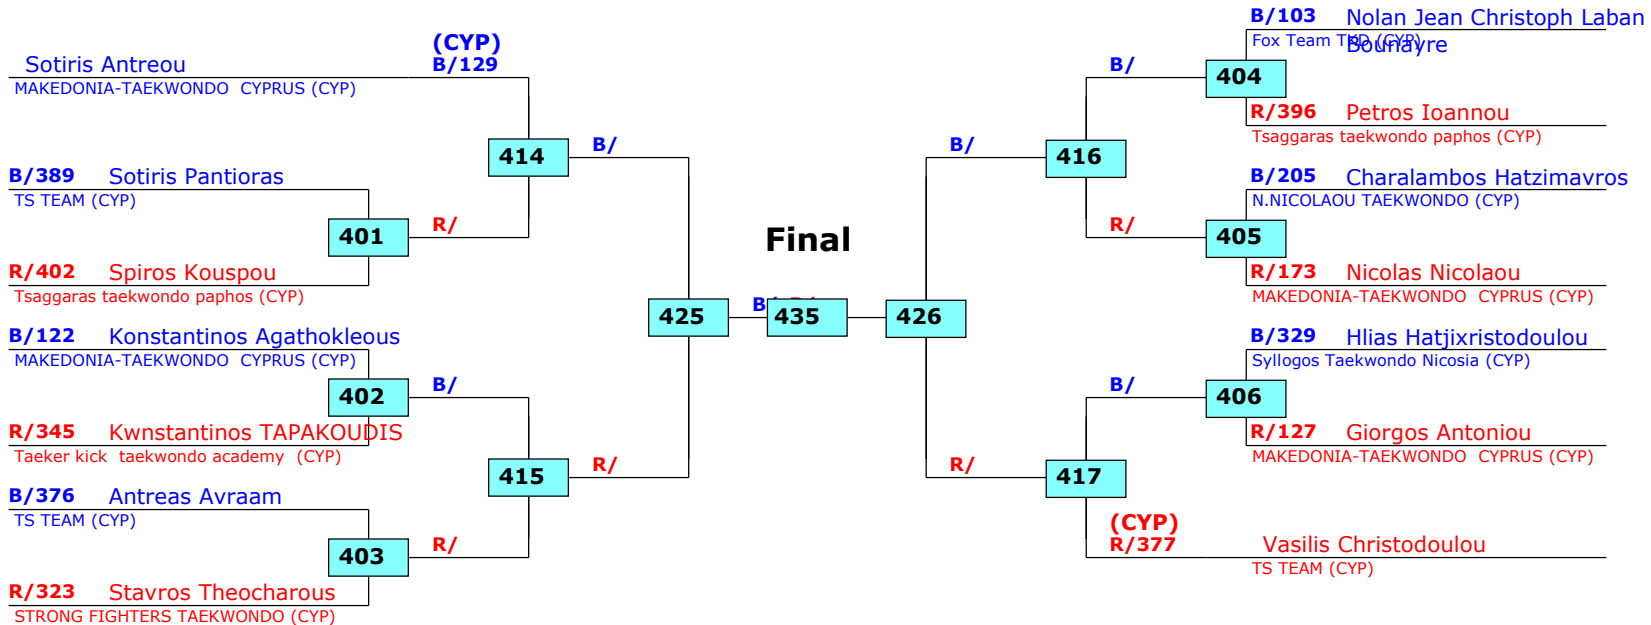 (CYP)
Sotiris Antreou
B/129
MAKEDONIA-TAEKWONDO CYPRUS (CYP)
414
B/
B/389 Sotiris Pantioras
TS TEAM (CYP)
401
R/
R/402 Spiros Kouspou
Tsaggaras taekwondo paphos (CYP)
B/122 Konstantinos Agathokleous
MAKEDONIA-TAEKWONDO CYPRUS (CYP)
402
B/
R/345 Kwnstantinos TAPAKOUDIS
Taeker kick taekwondo academy (CYP)
415
R/
B/376 Antreas Avraam
TS TEAM (CYP)
403
R/
R/323 Stavros Theocharous
STRONG FIGHTERS TAEKWONDO (CYP)
Final
425
B/
435
426
B/103 Nolan Jean Christoph Laban
Bounayre
Fox Team TKD (CYP)
B/
404
R/396 Petros Ioannou
Tsaggaras taekwondo paphos (CYP)
B/
416
B/205 Charalambos Hatzimavros
N.NICOLAOU TAEKWONDO (CYP)
R/
405
R/173 Nicolas Nicolaou
MAKEDONIA-TAEKWONDO CYPRUS (CYP)
B/329 Hlias Hatjixristodoulou
Syllogos Taekwondo Nicosia (CYP)
B/
406
R/127 Giorgos Antoniou
MAKEDONIA-TAEKWONDO CYPRUS (CYP)
R/
417
(CYP)
R/377 Vasilis Christodoulou
TS TEAM (CYP)